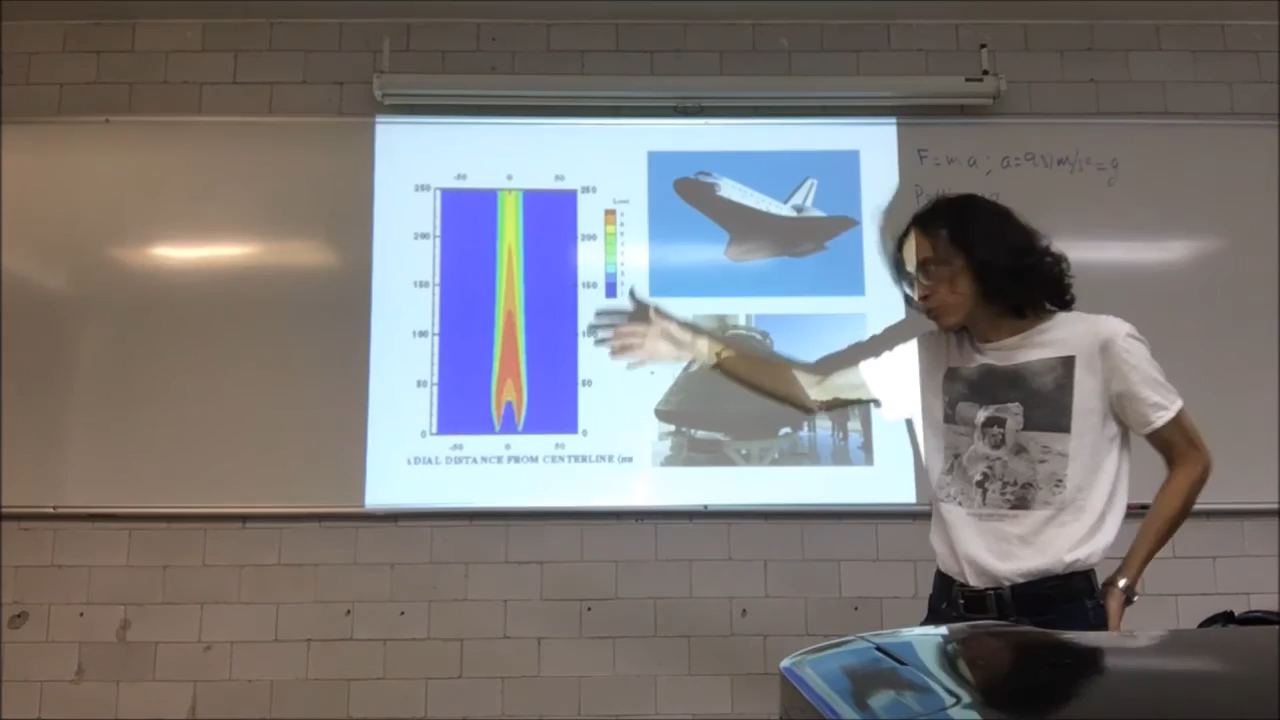 -50 0 50
250 250
200 200
150 150
100
50 50
0 0
-50 0 50
DIAL DISTANCE FROM CENTERLINE
F=ma; a=9.81m/s²=g